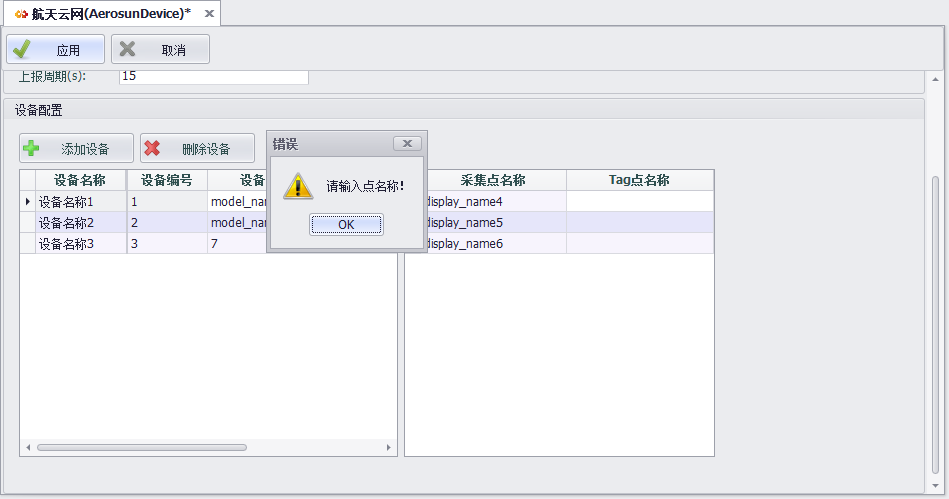 航天云网(AerosunDevice)*
应用 取消
上报周期(s): 15
设备配置
添加设备 删除设备
错误
请输入点名称!
OK
设备名称 设备编号 设备 采集点名称 Tag点名称
设备名称1 1 model_na display_name4
设备名称2 2 model_na display_name5
设备名称3 3 7 display_name6